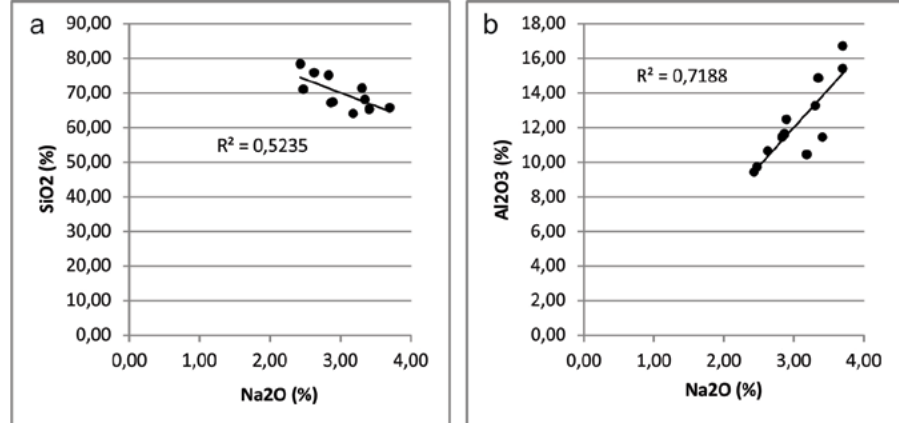 a
90,00
80,00
70,00
60,00
50,00
40,00
30,00
20,00
10,00
0,00
SiO2 (%)
R² = 0,5235
0,00 1,00 2,00 3,00 4,00
Na2O (%)
b
18,00
16,00
14,00
12,00
10,00
8,00
6,00
4,00
2,00
0,00
Al2O3 (%)
R² = 0,7188
0,00 1,00 2,00 3,00 4,00
Na2O (%)